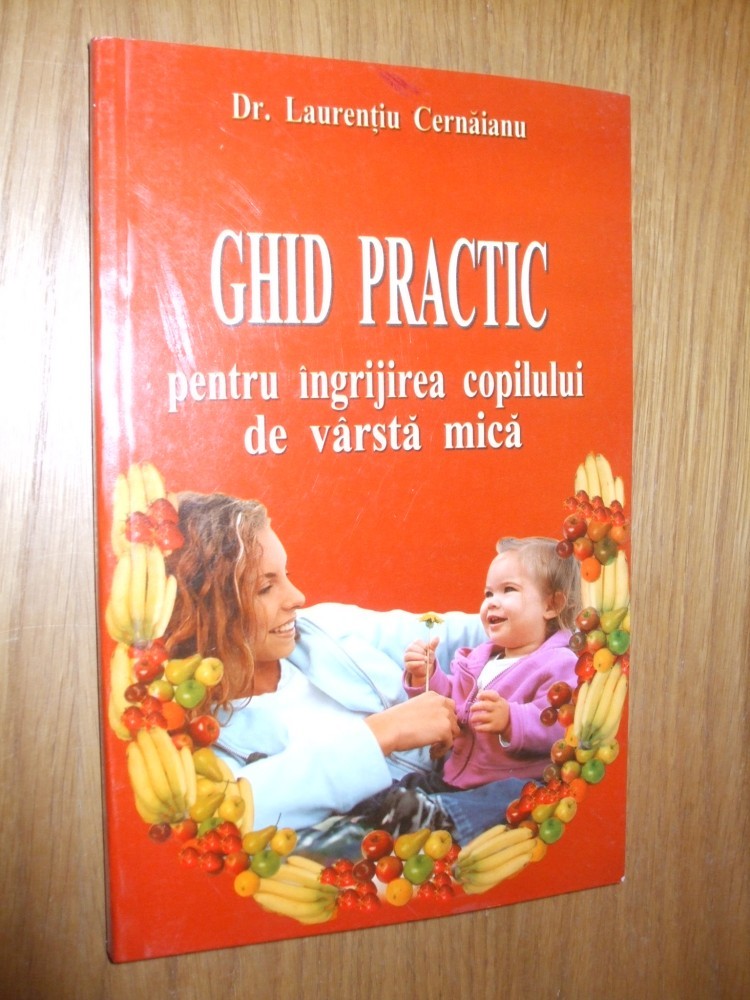 Dr. Laurențiu Cernăianu
GHID PRACTIC
pentru îngrijirea copilului
de vârstă mică